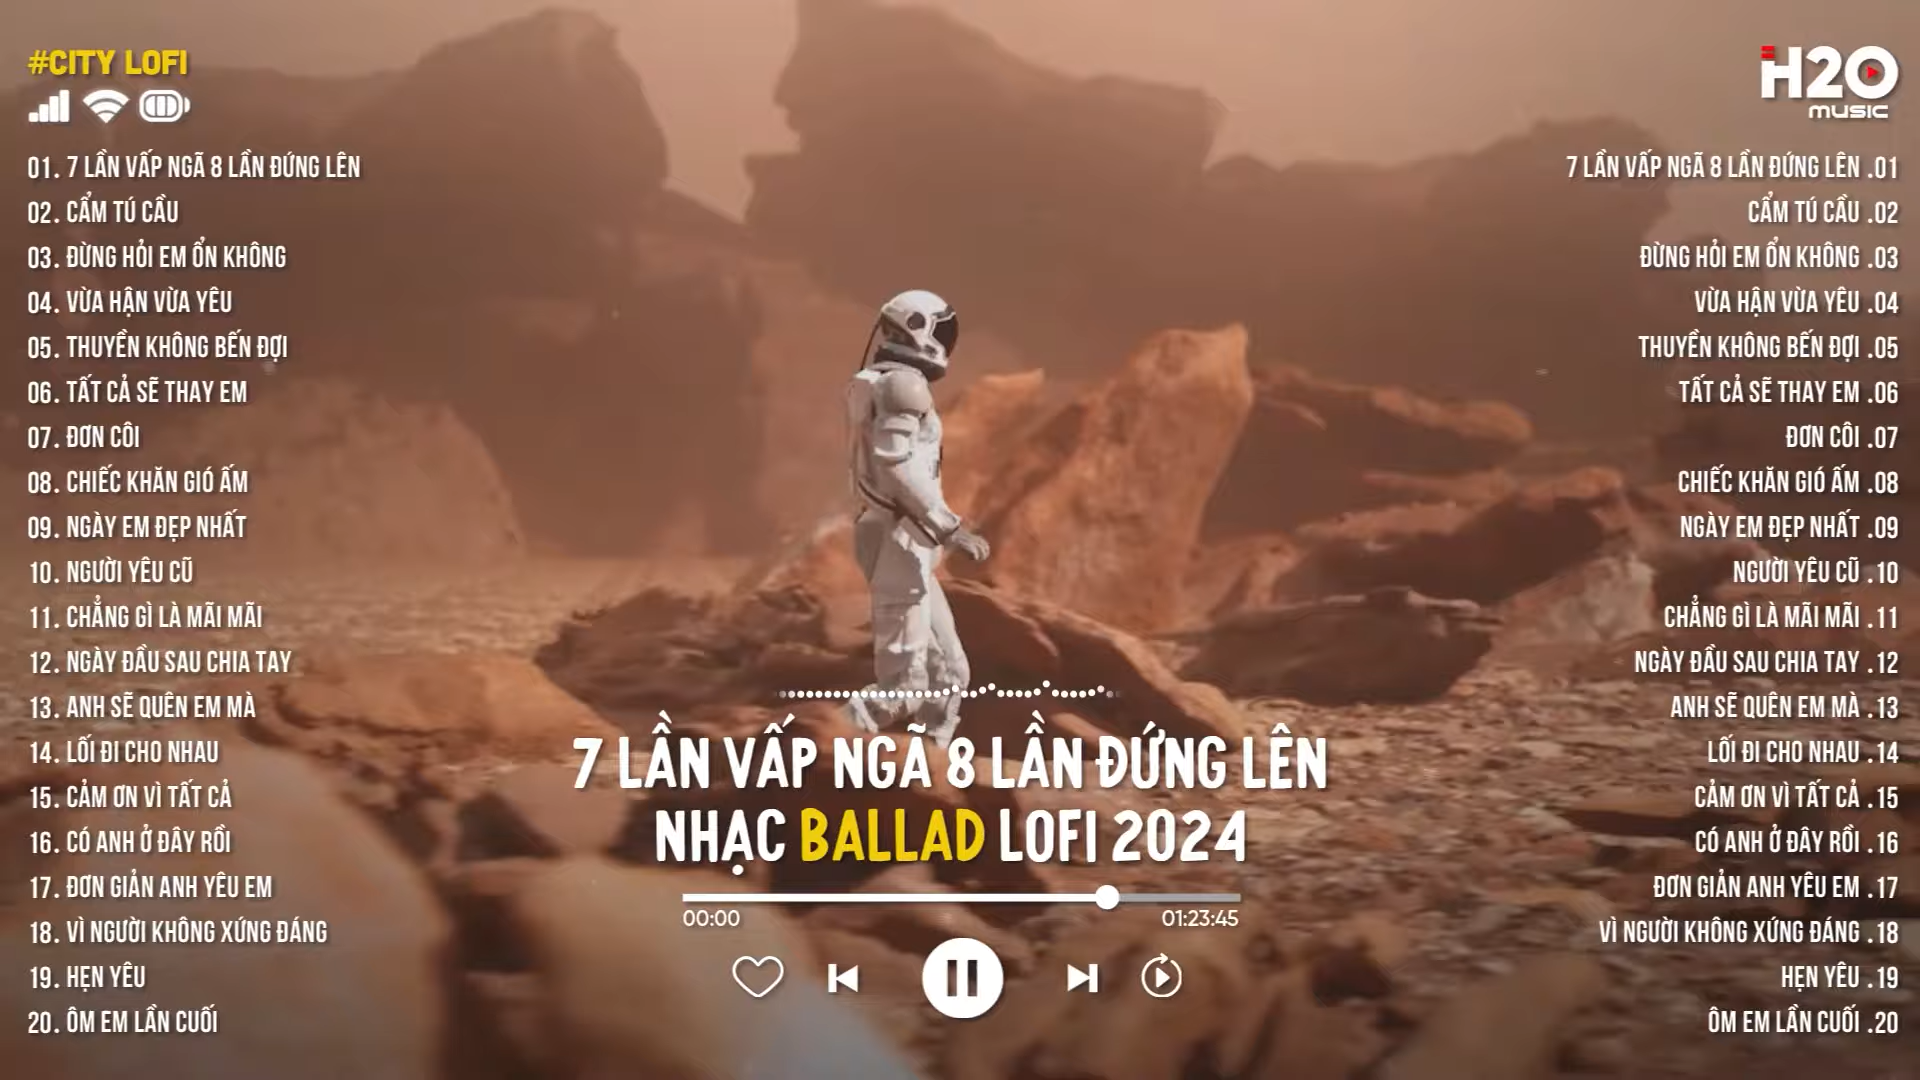 #CITY LOFI
H2O
MUSIC
01. 7 LẦN VẤP NGÃ 8 LẦN ĐỨNG LÊN
02. CẨM TÚ CẦU
03. ĐỪNG HỎI EM ỔN KHÔNG
04. VỪA HẬN VỪA YÊU
05. THUYỀN KHÔNG BẾN ĐỢI
06. TẤT CẢ SẼ THAY EM
07. ĐƠN CÔI
08. CHIẾC KHĂN GIÓ ẤM
09. NGÀY EM ĐẸP NHẤT
10. NGƯỜI YÊU CŨ
11. CHẲNG GÌ LÀ MÃI MÃI
12. NGÀY ĐẦU SAU CHIA TAY
13. ANH SẼ QUÊN EM MÀ
14. LỐI ĐI CHO NHAU
15. CẢM ƠN VÌ TẤT CẢ
16. CÓ ANH Ở ĐÂY RỒI
17. ĐƠN GIẢN ANH YÊU EM
18. VÌ NGƯỜI KHÔNG XỨNG ĐÁNG
19. HẸN YÊU
20. ÔM EM LẦN CUỐI
7 LẦN VẤP NGÃ 8 LẦN ĐỨNG LÊN .01
CẨM TÚ CẦU .02
ĐỪNG HỎI EM ỔN KHÔNG .03
VỪA HẬN VỪA YÊU .04
THUYỀN KHÔNG BẾN ĐỢI .05
TẤT CẢ SẼ THAY EM .06
ĐƠN CÔI .07
CHIẾC KHĂN GIÓ ẤM .08
NGÀY EM ĐẸP NHẤT .09
NGƯỜI YÊU CŨ .10
CHẲNG GÌ LÀ MÃI MÃI .11
NGÀY ĐẦU SAU CHIA TAY .12
ANH SẼ QUÊN EM MÀ .13
LỐI ĐI CHO NHAU .14
CẢM ƠN VÌ TẤT CẢ .15
CÓ ANH Ở ĐÂY RỒI .16
ĐƠN GIẢN ANH YÊU EM .17
VÌ NGƯỜI KHÔNG XỨNG ĐÁNG .18
HẸN YÊU .19
ÔM EM LẦN CUỐI .20
7 LẦN VẤP NGÃ 8 LẦN ĐỨNG LÊN
NHẠC BALLAD LOFI 2024
00:00 01:23:45